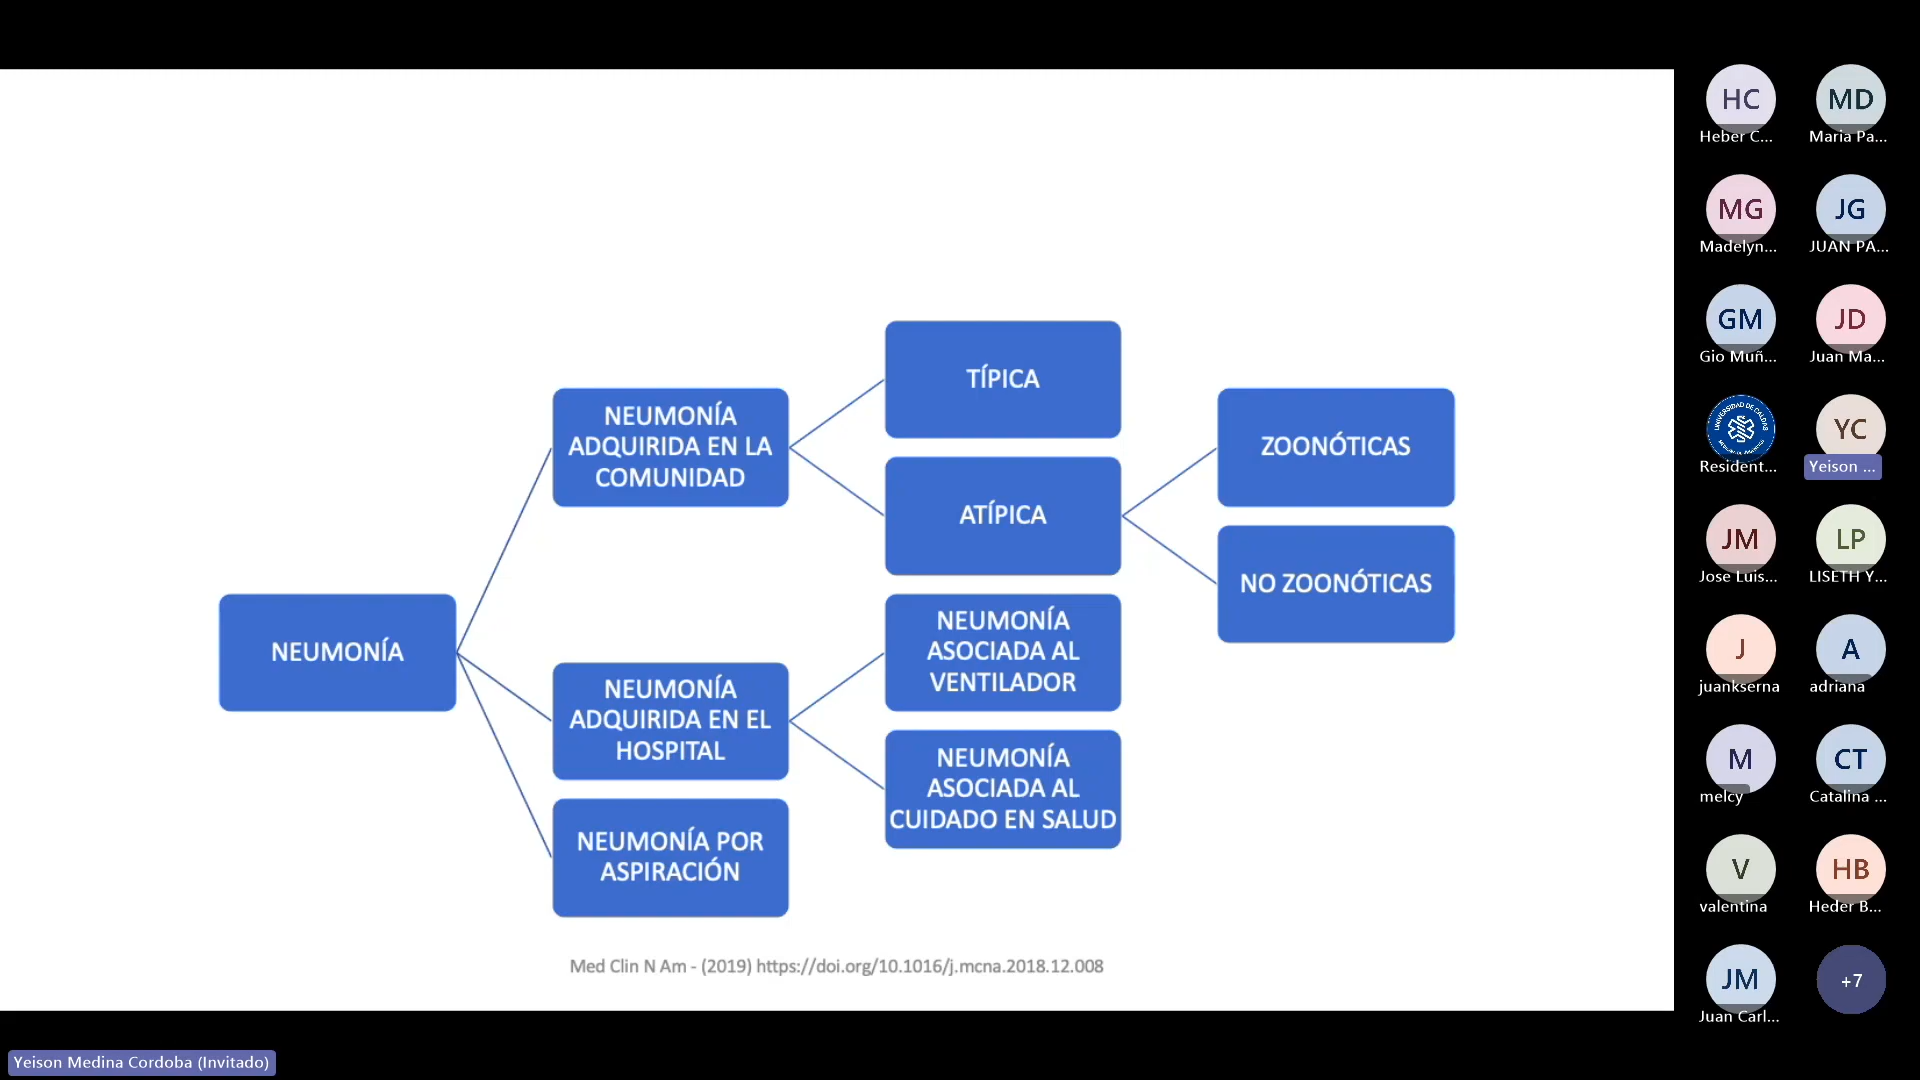 TÍPICA
NEUMONÍA
ADQUIRIDA EN LA
COMUNIDAD
ZOONÓTICAS
ATÍPICA
NO ZOONÓTICAS
NEUMONÍA
NEUMONÍA
ASOCIADA AL
VENTILADOR
NEUMONÍA
ADQUIRIDA EN EL
HOSPITAL
NEUMONÍA
ASOCIADA AL
CUIDADO EN SALUD
NEUMONÍA POR
ASPIRACIÓN
Med Clin N Am - (2019) https://doi.org/10.1016/j.mcna.2018.12.008
HC
Heber C...
MD
Maria Pa...
MG
Madelyn...
JG
JUAN PA...
GM
Gio Muñ...
JD
Juan Ma...
UNIVERSIDAD DE CALDAS
Resident...
YC
Yeison ...
JM
Jose Luis...
LP
LISETH Y...
J
juankserna
A
adriana
M
melcy
CT
Catalina ...
V
valentina
HB
Heder B...
JM
Juan Carl...
+7
Yeison Medina Cordoba (Invitado)